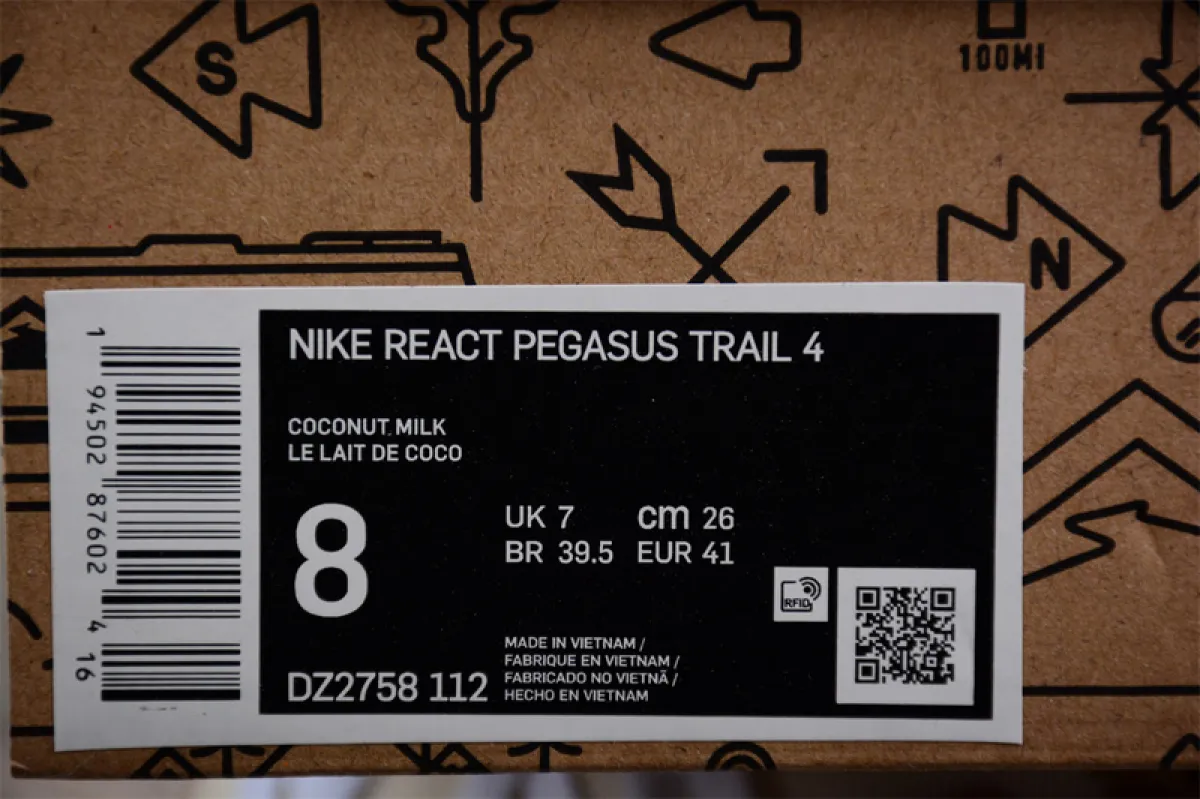 S
100MI
N
NIKE REACT PEGASUS TRAIL 4
COCONUT MILK
LE LAIT DE COCO
8
UK 7 cm 26
BR 39.5 EUR 41
RFID
MADE IN VIETNAM /
FABRIQUE EN VIETNAM /
FABRICADO NO VIETNÃ /
HECHO EN VIETNAM
DZ2758 112
1 94502 87602 4 16